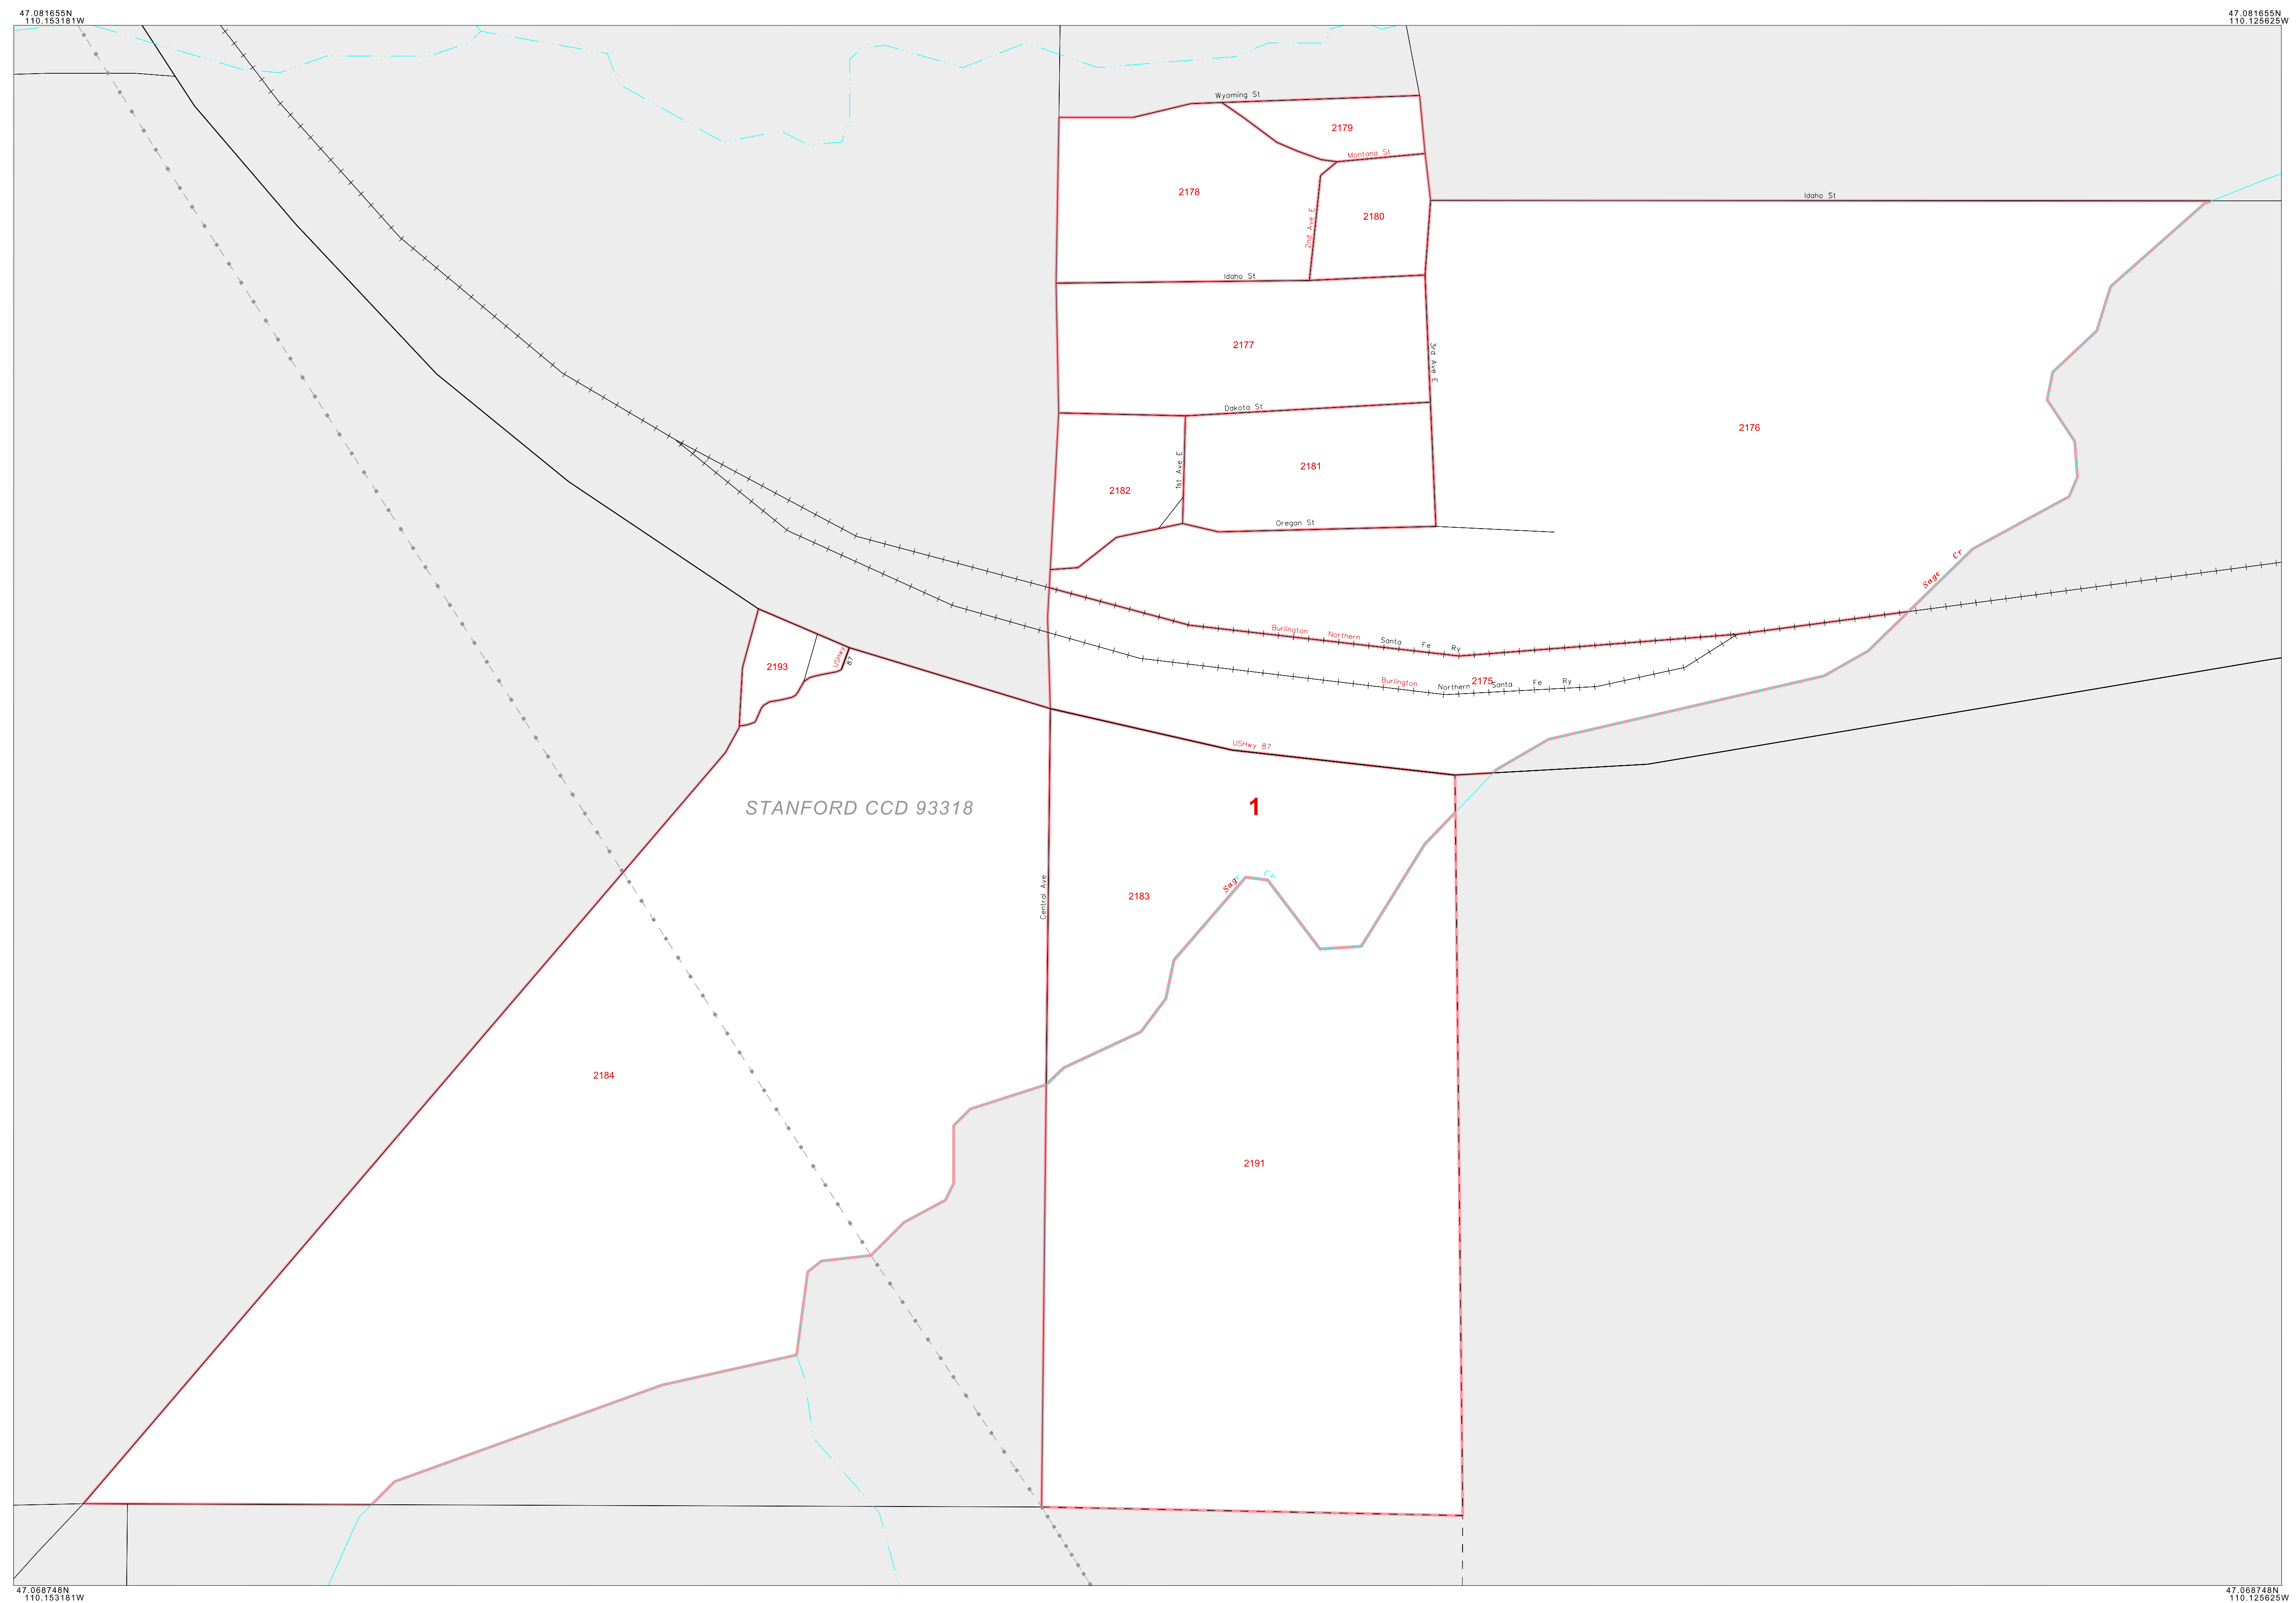 47.081655N
110.153181W
47.081655N
110.125625W
Wyoming St
2179
Montana St
2178
2180
2nd Ave E
Idaho St
Idaho St
2177
3rd Ave E
Dakota St
2176
2181
1st Ave E
2182
Oregon St
Sage Cr
Burlington Northern Santa Fe Ry
2193
USHwy 87
Burlington Northern Santa Fe Ry
2175
USHwy 87
STANFORD CCD 93318
1
Central Ave
2183
Sage Cr
2184
2191
47.068748N
110.153181W
47.068748N
110.125625W